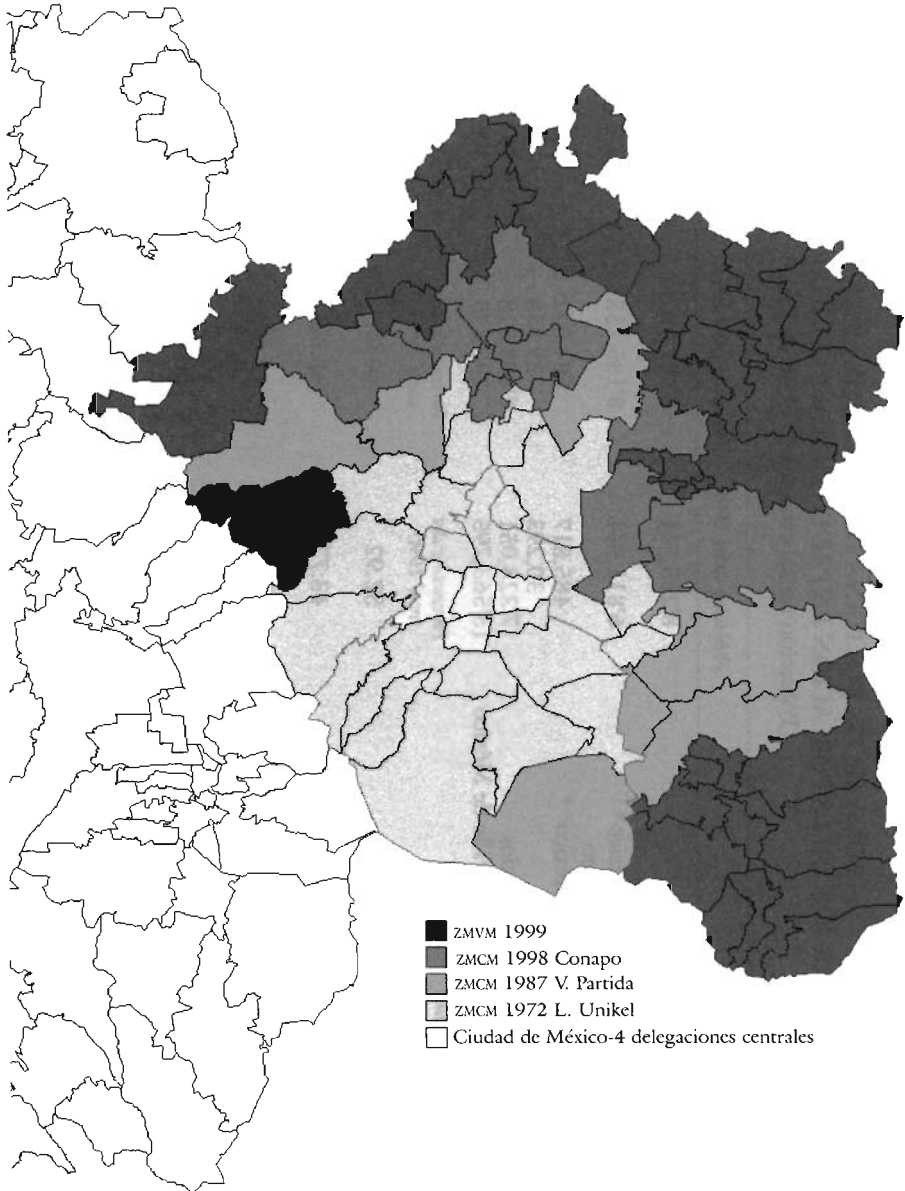 ZMVM 1999
ZMCM 1998 Conapo
ZMCM 1987 V. Partida
ZMCM 1972 L. Unikel
Ciudad de México-4 delegaciones centrales